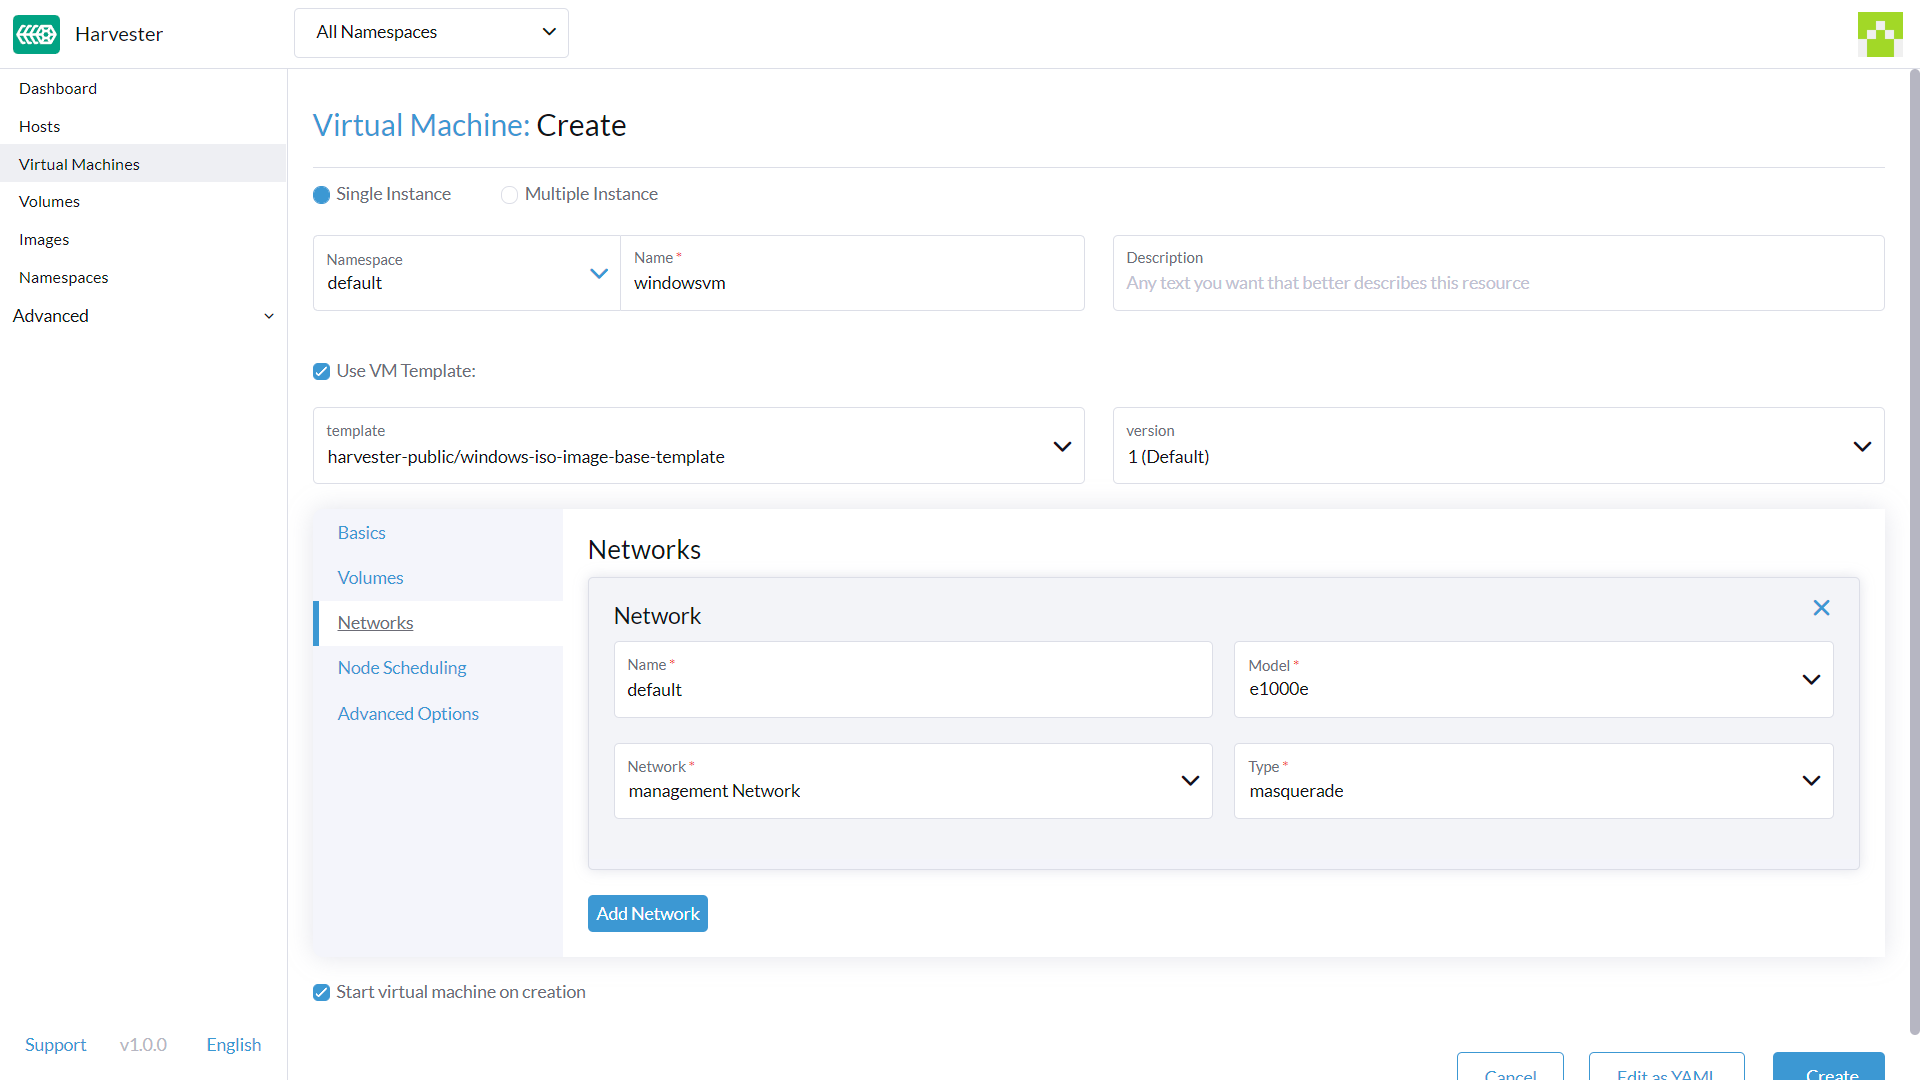 Harvester
All Namespaces
Dashboard
Hosts
Virtual Machines
Volumes
Images
Namespaces
Advanced
Support
v1.0.0
English
Virtual Machine: Create
Single Instance
Multiple Instance
Namespace
default
Name *
windowsvm
Description
Any text you want that better describes this resource
Use VM Template:
template
harvester-public/windows-iso-image-base-template
version
1 (Default)
Basics
Volumes
Networks
Node Scheduling
Advanced Options
Networks
Network
Name *
default
Model *
e1000e
Network *
management Network
Type *
masquerade
Add Network
Start virtual machine on creation
Cancel
Edit as YAML
Create